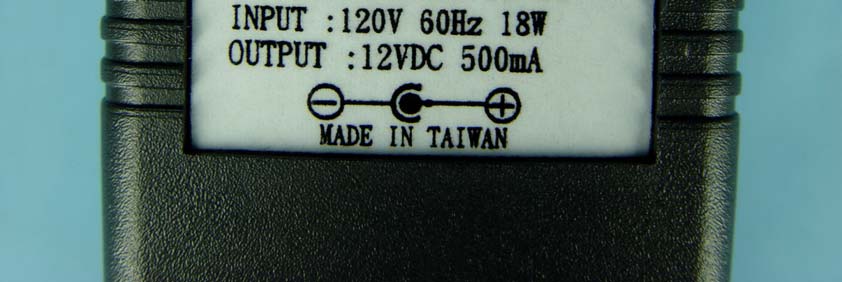 INPUT :120V 60Hz 18W
OUTPUT :12VDC 500mA
MADE IN TAIWAN